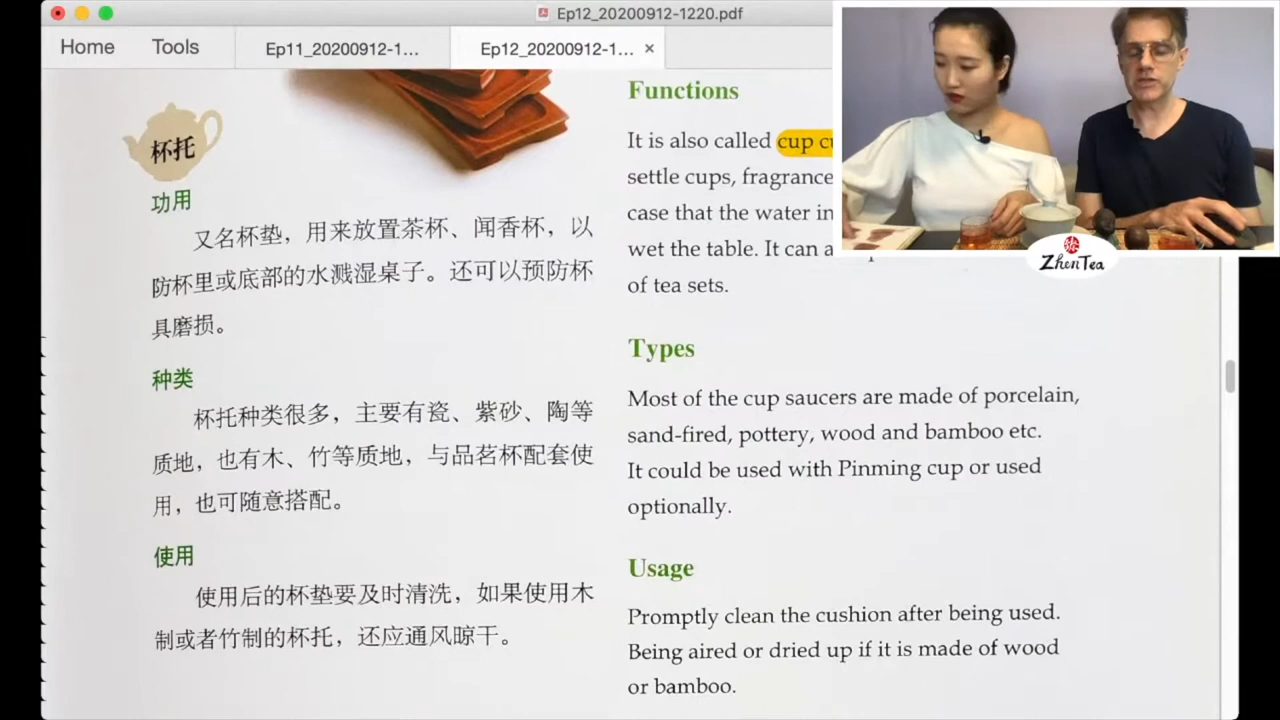 Ep12_20200912-1220.pdf
Home
Tools
Ep11_20200912-1...
Ep12_20200912-1... ×
杯托
功用
又名杯垫，用来放置茶杯、闻香杯，以
防杯里或底部的水溅湿桌子。还可以预防杯
具磨损。
种类
杯托种类很多，主要有瓷、紫砂、陶等
质地，也有木、竹等质地，与品茗杯配套使
用，也可随意搭配。
使用
使用后的杯垫要及时清洗，如果使用木
制或者竹制的杯托，还应通风晾干。
Functions
It is also called cup
settle cups, fragrance
case that the water in
wet the table. It can
of tea sets.
Types
Most of the cup saucers are made of porcelain,
sand-fired, pottery, wood and bamboo etc.
It could be used with Pinming cup or used
optionally.
Usage
Promptly clean the cushion after being used.
Being aired or dried up if it is made of wood
or bamboo.
ZhenTea